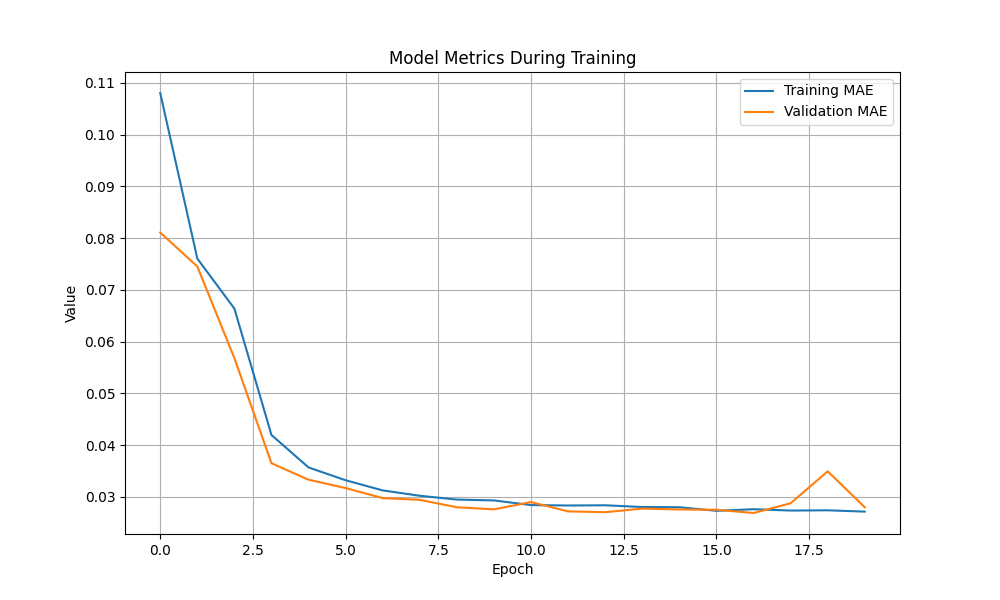 Model Metrics During Training
Training MAE
Validation MAE
0.11
0.10
0.09
0.08
0.07
0.06
0.05
0.04
0.03
Value
0.0 2.5 5.0 7.5 10.0 12.5 15.0 17.5
Epoch